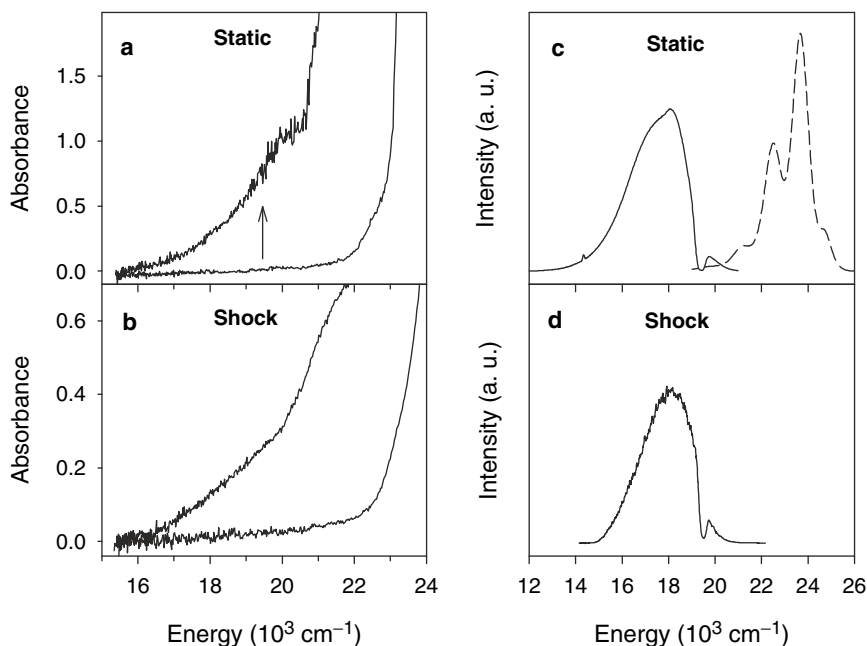 a
Static
1.5
1.0
0.5
0.0
Absorbance
b
Shock
0.6
0.4
0.2
0.0
Absorbance
16 18 20 22 24
Energy (10³ cm⁻¹)
c
Static
Intensity (a. u.)
d
Shock
Intensity (a. u.)
12 14 16 18 20 22 24 26
Energy (10³ cm⁻¹)